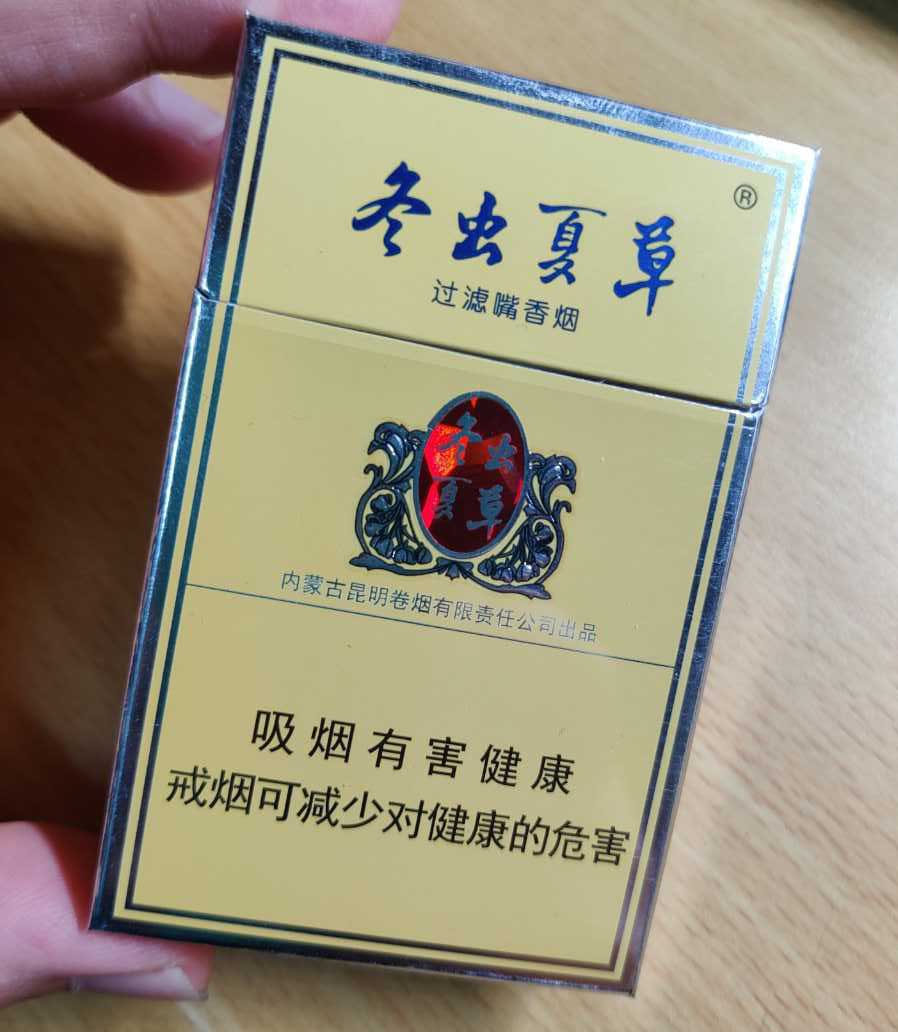 冬虫夏草®
过滤嘴香烟
冬虫
夏草
内蒙古昆明卷烟有限责任公司出品
吸烟有害健康
戒烟可减少对健康的危害